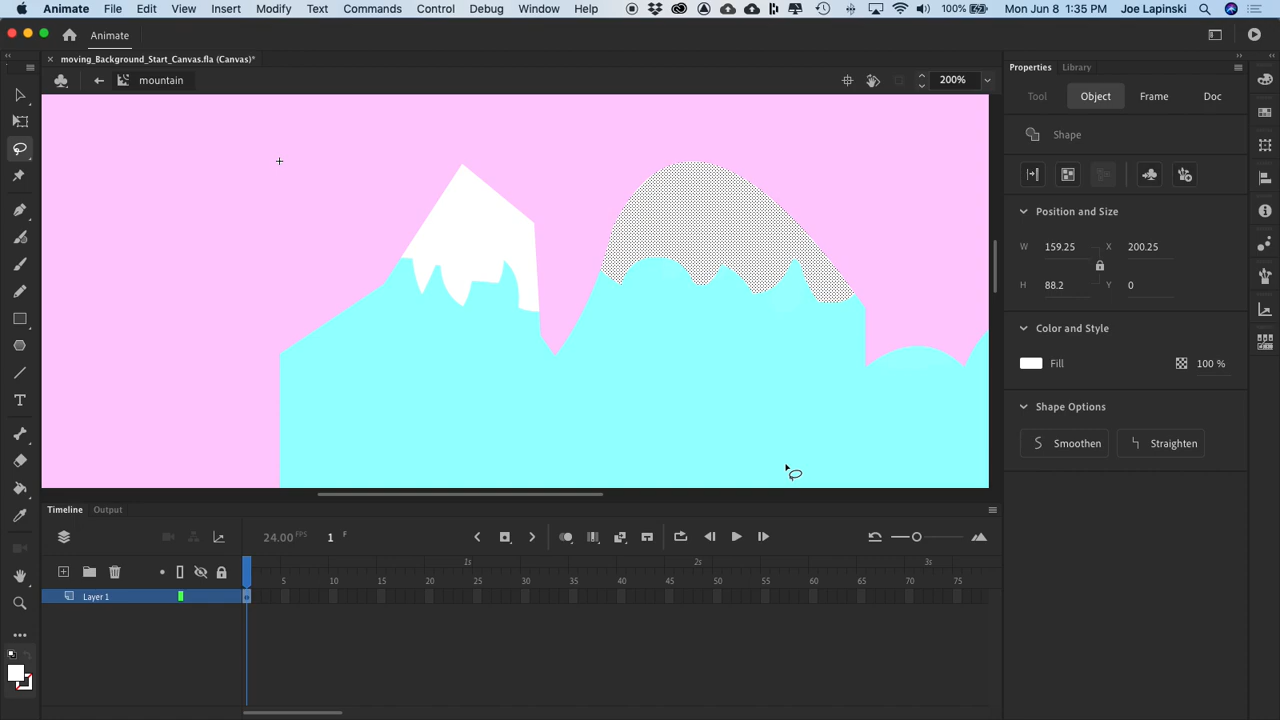 Animate File Edit View Insert Modify Text Commands Control Debug Window Help 100% Mon Jun 8 1:35 PM Joe Lapinski
Animate
moving_Background_Start_Canvas.fla (Canvas)*
mountain 200%
Properties Library
Tool Object Frame Doc
Shape
Position and Size
W 159.25 X 200.25
H 88.2 Y 0
Color and Style
Fill 100 %
Shape Options
Smoothen Straighten
Timeline Output
24.00 FPS 1 F
1s 2s 3s
5 10 15 20 25 30 35 40 45 50 55 60 65 70 75
Layer 1